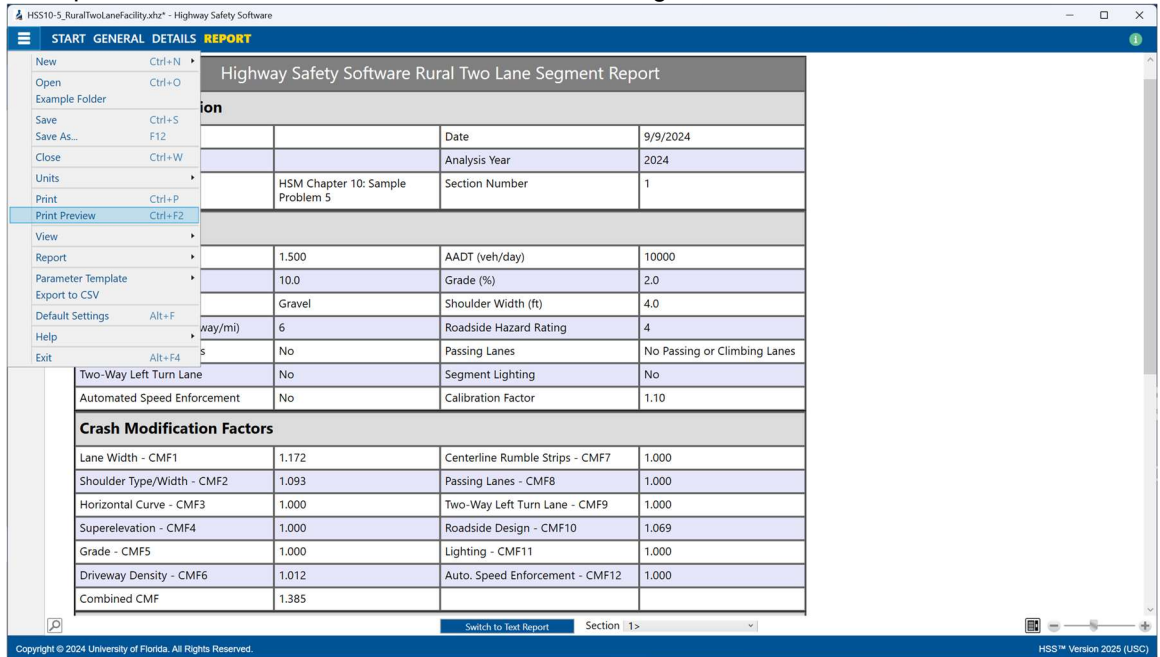 HSS10-5_RuralTwoLaneFacility.xhz* - Highway Safety Software
START GENERAL DETAILS REPORT
New Ctrl+N
Open Ctrl+O
Example Folder
Save Ctrl+S
Save As... F12
Close Ctrl+W
Units
Print Ctrl+P
Print Preview Ctrl+F2
View
Report
Parameter Template
Export to CSV
Default Settings Alt+F
Help
Exit Alt+F4
Highway Safety Software Rural Two Lane Segment Report
ion
Date 9/9/2024
Analysis Year 2024
HSM Chapter 10: Sample Problem 5 Section Number 1
1.500 AADT (veh/day) 10000
10.0 Grade (%) 2.0
Gravel Shoulder Width (ft) 4.0
way/mi) 6 Roadside Hazard Rating 4
s No Passing Lanes No Passing or Climbing Lanes
Two-Way Left Turn Lane No Segment Lighting No
Automated Speed Enforcement No Calibration Factor 1.10
Crash Modification Factors
Lane Width - CMF1 1.172 Centerline Rumble Strips - CMF7 1.000
Shoulder Type/Width - CMF2 1.093 Passing Lanes - CMF8 1.000
Horizontal Curve - CMF3 1.000 Two-Way Left Turn Lane - CMF9 1.000
Superelevation - CMF4 1.000 Roadside Design - CMF10 1.069
Grade - CMF5 1.000 Lighting - CMF11 1.000
Driveway Density - CMF6 1.012 Auto. Speed Enforcement - CMF12 1.000
Combined CMF 1.385
Switch to Text Report Section 1>
Copyright © 2024 University of Florida. All Rights Reserved. HSS™ Version 2025 (USC)